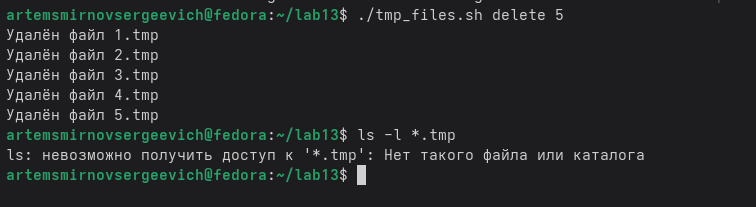 artemsmirnovsergeevich@fedora:~/lab13$ ./tmp_files.sh delete 5
Удалён файл 1.tmp
Удалён файл 2.tmp
Удалён файл 3.tmp
Удалён файл 4.tmp
Удалён файл 5.tmp
artemsmirnovsergeevich@fedora:~/lab13$ ls -l *.tmp
ls: невозможно получить доступ к '*.tmp': Нет такого файла или каталога
artemsmirnovsergeevich@fedora:~/lab13$